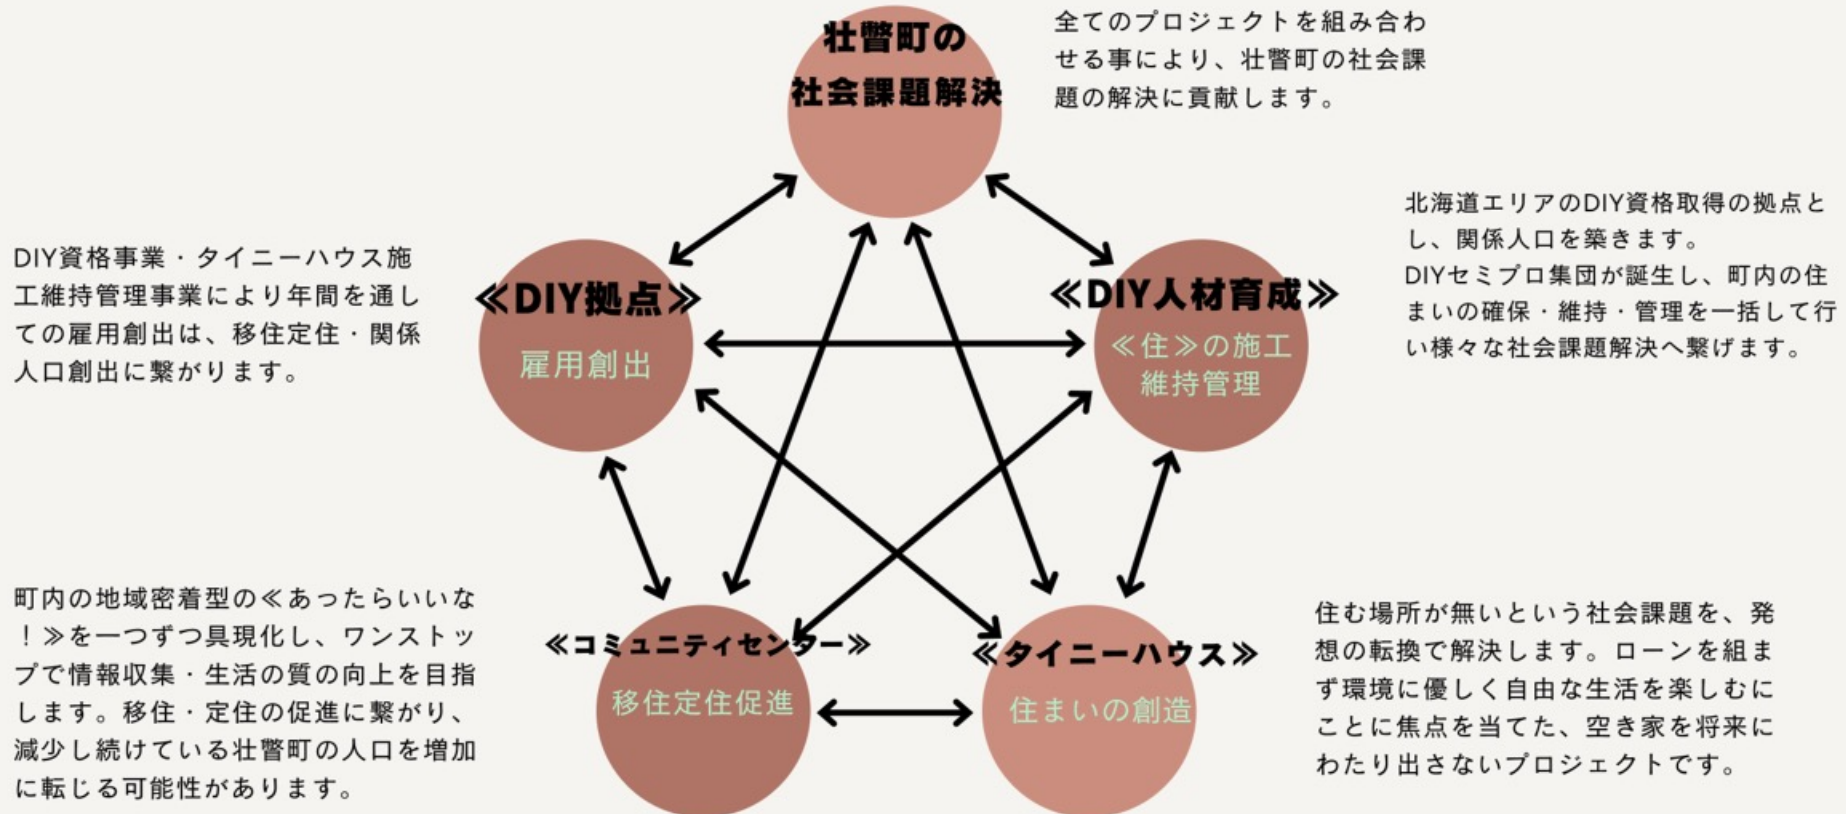 壮瞥町の
社会課題解決
全てのプロジェクトを組み合わ
せる事により、壮瞥町の社会課
題の解決に貢献します。
DIY資格事業・タイニーハウス施
工維持管理事業により年間を通し
ての雇用創出は、移住定住・関係
人口創出に繋がります。
≪DIY拠点≫
雇用創出
≪DIY人材育成≫
≪住≫の施工
維持管理
北海道エリアのDIY資格取得の拠点と
し、関係人口を築きます。
DIYセミプロ集団が誕生し、町内の住
まいの確保・維持・管理を一括して行
い様々な社会課題解決へ繋げます。
町内の地域密着型の≪あったらいいな
！≫を一つずつ具現化し、ワンストッ
プで情報収集・生活の質の向上を目指
します。移住・定住の促進に繋がり、
減少し続けている壮瞥町の人口を増加
に転じる可能性があります。
≪コミュニティセンター≫
移住定住促進
≪タイニーハウス≫
住まいの創造
住む場所が無いという社会課題を、発
想の転換で解決します。ローンを組ま
ず環境に優しく自由な生活を楽しむに
ことに焦点を当てた、空き家を将来に
わたり出さないプロジェクトです。